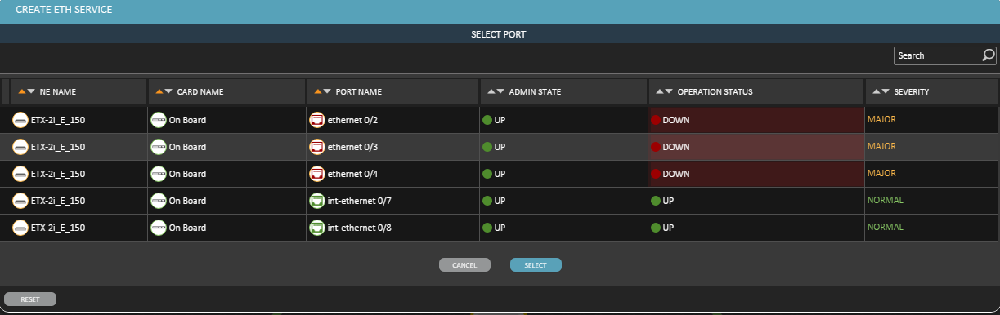 CREATE ETH SERVICE
SELECT PORT
Search
NE NAME CARD NAME PORT NAME ADMIN STATE OPERATION STATUS SEVERITY
ETX-2i_E_150 On Board ethernet 0/2 UP DOWN MAJOR
ETX-2i_E_150 On Board ethernet 0/3 UP DOWN MAJOR
ETX-2i_E_150 On Board ethernet 0/4 UP DOWN MAJOR
ETX-2i_E_150 On Board int-ethernet 0/7 UP UP NORMAL
ETX-2i_E_150 On Board int-ethernet 0/8 UP UP NORMAL
CANCEL SELECT
RESET